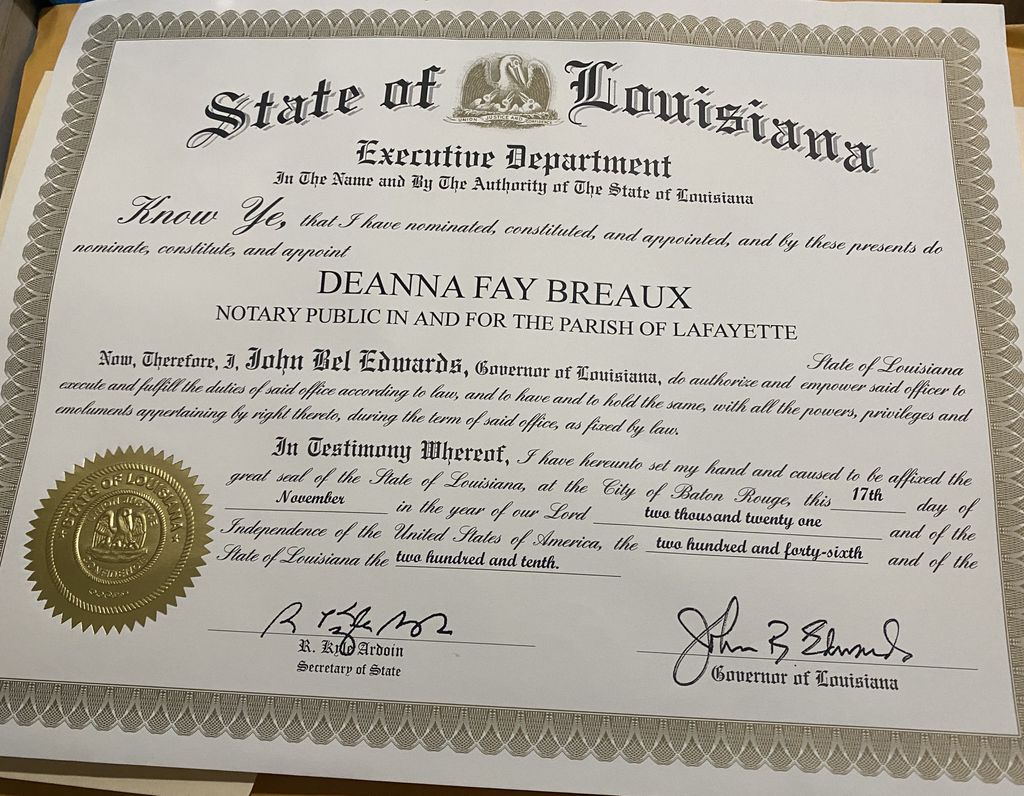 State of Louisiana
UNION JUSTICE AND CONFIDENCE
Executive Department
In The Name and By The Authority of The State of Louisiana
Know Ye, that I have nominated, constituted, and appointed, and by these presents do
nominate, constitute, and appoint
DEANNA FAY BREAUX
NOTARY PUBLIC IN AND FOR THE PARISH OF LAFAYETTE
State of Louisiana
Now, Therefore, I, John Bel Edwards, Governor of Louisiana, do authorize and empower said officer to
execute and fulfill the duties of said office according to law, and to have and to hold the same, with all the powers, privileges and
emoluments appertaining by right thereto, during the term of said office, as fixed by law.
In Testimony Whereof, I have hereunto set my hand and caused to be affixed the
great seal of the State of Louisiana, at the City of Baton Rouge, this 17th day of
November in the year of our Lord two thousand twenty one and of the
Independence of the United States of America, the two hundred and forty-sixth and of the
State of Louisiana the two hundred and tenth.
STATE OF LOUISIANA
CONFIDENCE
R. Kyle Ardoin
Secretary of State
John B Edwards
Governor of Louisiana